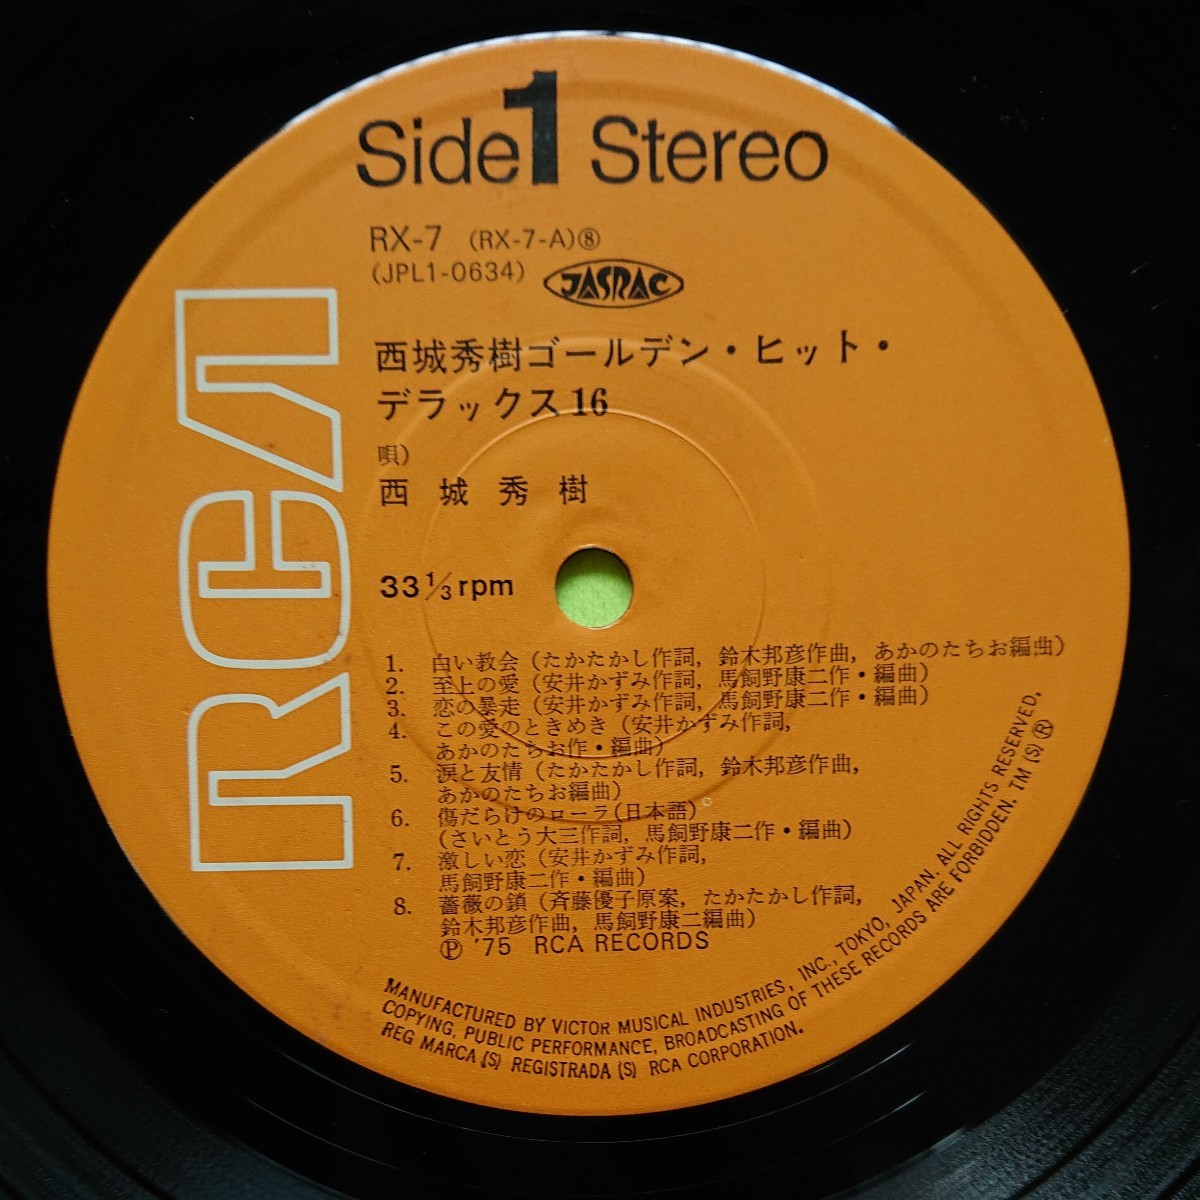 Side 1 Stereo
RX-7 (RX-7-A)⑧
(JPL1-0634) JASRAC
西城秀樹ゴールデン・ヒット・
デラックス16
唄)
西城秀樹
RCA
33 1/3 rpm
1. 白い教会 (たかたかし作詞, 鈴木邦彦作曲, あかのたちお編曲)
2. 至上の愛 (安井かずみ作詞, 馬飼野康二作・編曲)
3. 恋の暴走 (安井かずみ作詞, 馬飼野康二作・編曲)
4. この愛のときめき (安井かずみ作詞,
あかのたちお作・編曲)
5. 涙と友情 (たかたかし作詞, 鈴木邦彦作曲,
あかのたちお編曲)
6. 傷だらけのローラ(日本語)
(さいとう大三作詞, 馬飼野康二作・編曲)
7. 激しい恋 (安井かずみ作詞,
馬飼野康二作・編曲)
8. 薔薇の鎖 (斉藤優子原案, たかたかし作詞,
鈴木邦彦作曲, 馬飼野康二編曲)
Ⓟ '75 RCA RECORDS
MANUFACTURED BY VICTOR MUSICAL INDUSTRIES, INC., TOKYO, JAPAN. ALL RIGHTS RESERVED.
COPYING, PUBLIC PERFORMANCE, BROADCASTING OF THESE RECORDS ARE FORBIDDEN. TM (S) ®
REG MARCA (S) REGISTRADA (S) RCA CORPORATION.